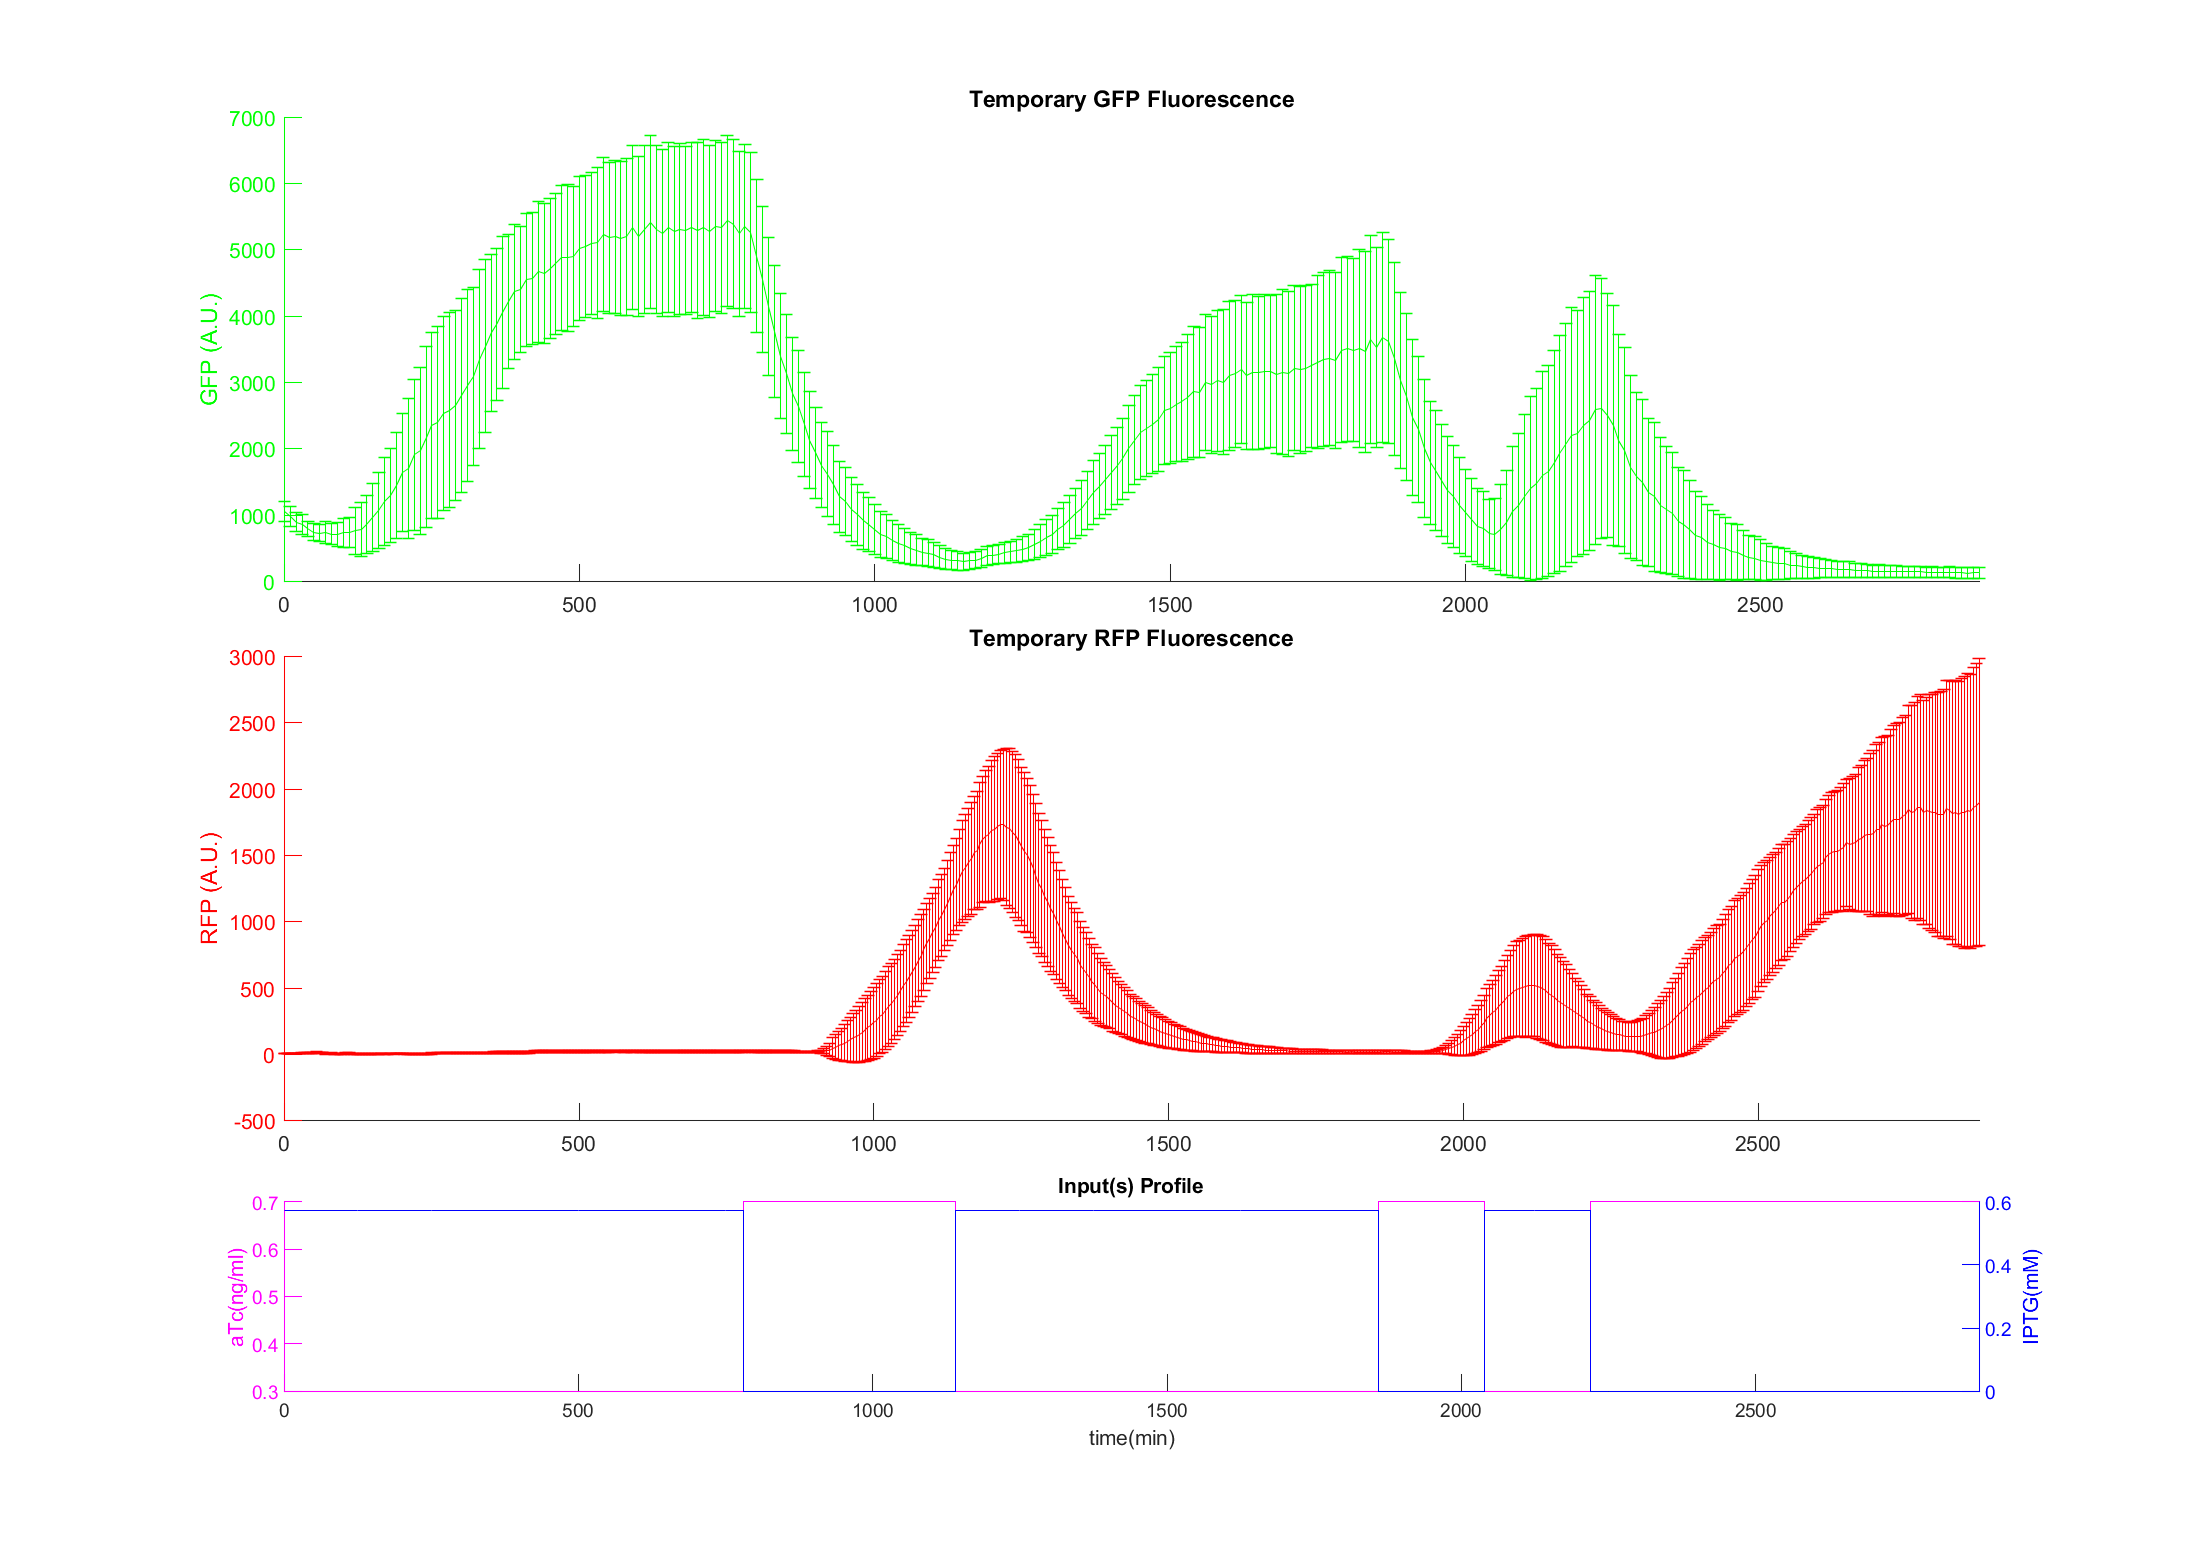 Temporary GFP Fluorescence
7000
6000
5000
4000
3000
2000
1000
0
GFP (A.U.)
0 500 1000 1500 2000 2500
Temporary RFP Fluorescence
3000
2500
2000
1500
1000
500
0
-500
RFP (A.U.)
0 500 1000 1500 2000 2500
Input(s) Profile
0.7
0.6
0.5
0.4
0.3
aTc(ng/ml)
0.6
0.4
0.2
0
IPTG(mM)
0 500 1000 1500 2000 2500
time(min)